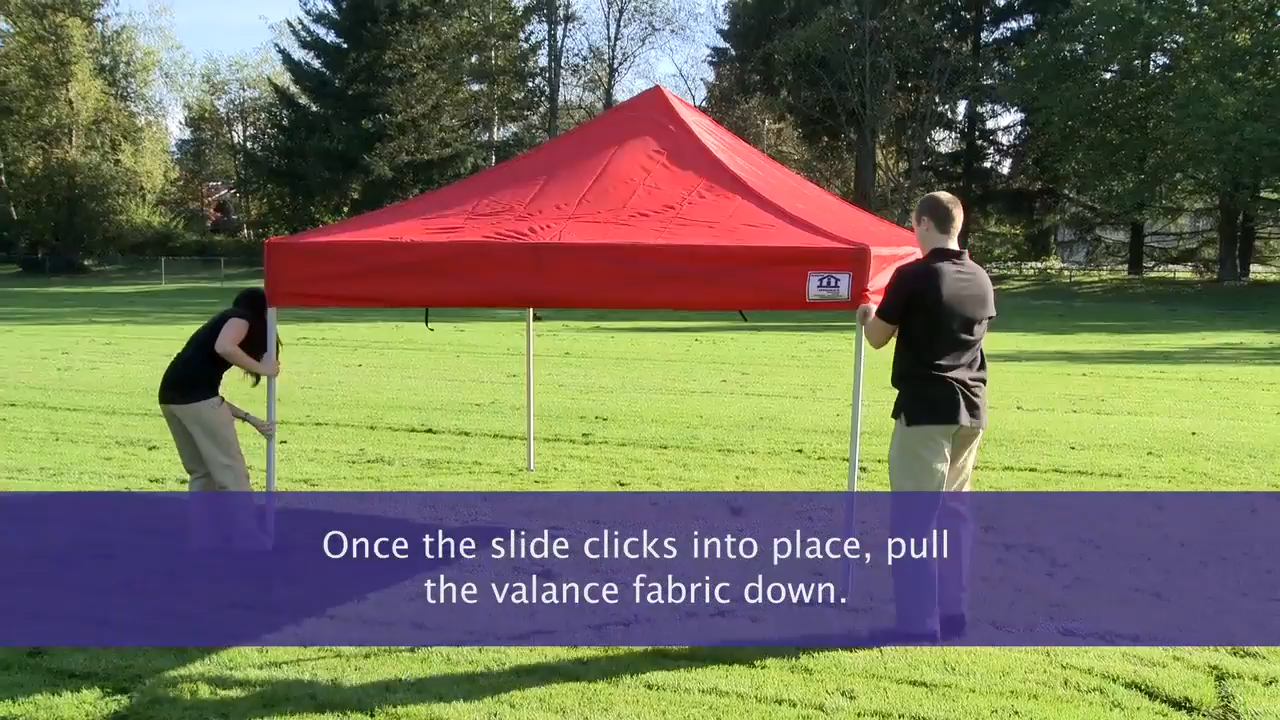 Once the slide clicks into place, pull
the valance fabric down.